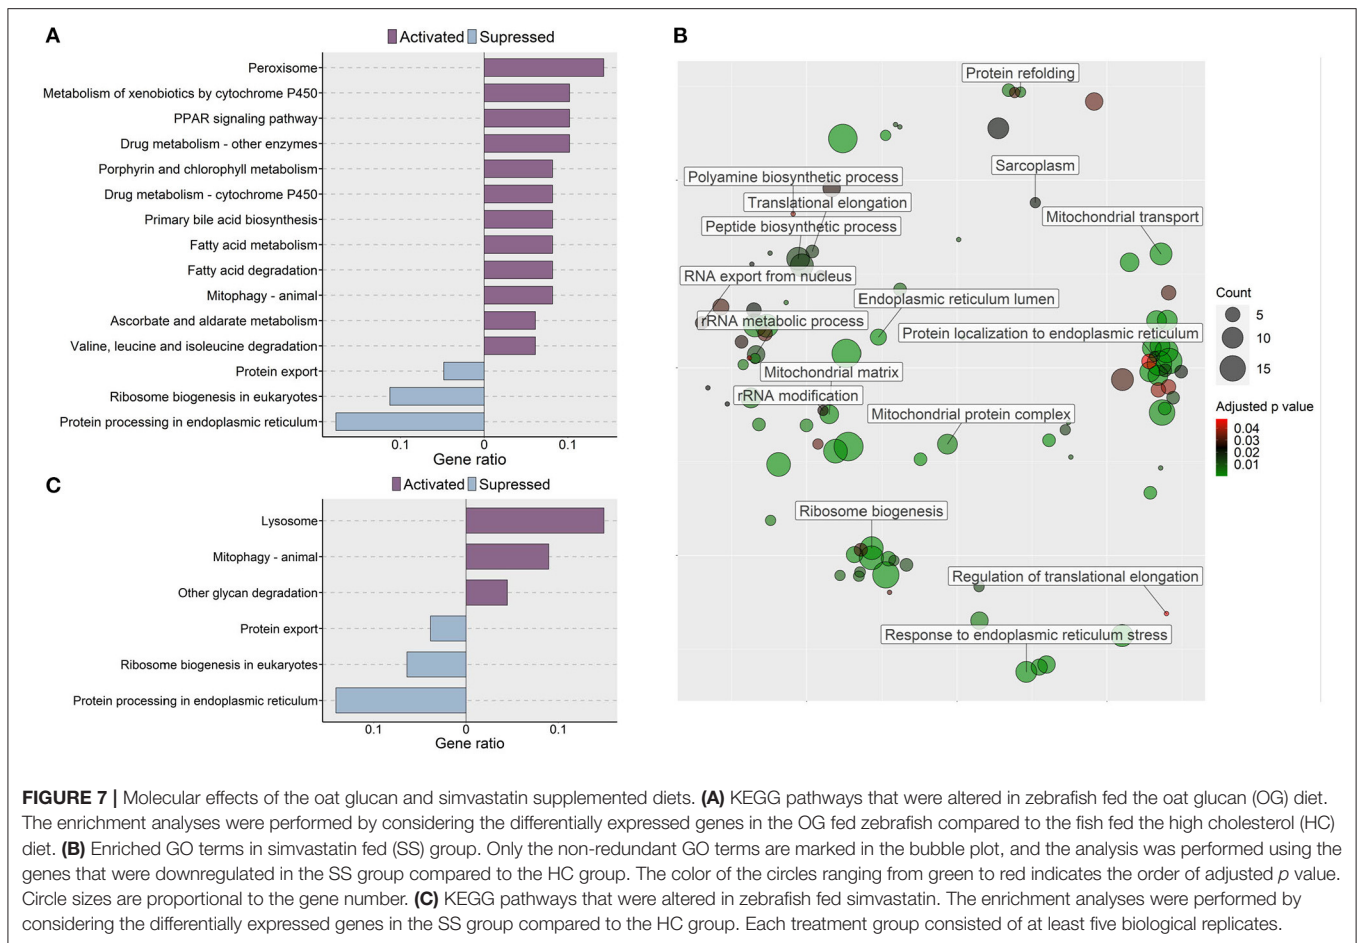 A
Activated Supressed
Peroxisome
Metabolism of xenobiotics by cytochrome P450
PPAR signaling pathway
Drug metabolism - other enzymes
Porphyrin and chlorophyll metabolism
Drug metabolism - cytochrome P450
Primary bile acid biosynthesis
Fatty acid metabolism
Fatty acid degradation
Mitophagy - animal
Ascorbate and aldarate metabolism
Valine, leucine and isoleucine degradation
Protein export
Ribosome biogenesis in eukaryotes
Protein processing in endoplasmic reticulum
0.1 0 0.1
Gene ratio
B
Protein refolding
Sarcoplasm
Polyamine biosynthetic process
Translational elongation
Mitochondrial transport
Peptide biosynthetic process
RNA export from nucleus
Endoplasmic reticulum lumen
rRNA metabolic process
Protein localization to endoplasmic reticulum
Mitochondrial matrix
rRNA modification
Mitochondrial protein complex
Ribosome biogenesis
Regulation of translational elongation
Response to endoplasmic reticulum stress
Count
5
10
15
Adjusted p value
0.04
0.03
0.02
0.01
C
Activated Supressed
Lysosome
Mitophagy - animal
Other glycan degradation
Protein export
Ribosome biogenesis in eukaryotes
Protein processing in endoplasmic reticulum
0.1 0 0.1
Gene ratio
FIGURE 7 | Molecular effects of the oat glucan and simvastatin supplemented diets. (A) KEGG pathways that were altered in zebrafish fed the oat glucan (OG) diet.
The enrichment analyses were performed by considering the differentially expressed genes in the OG fed zebrafish compared to the fish fed the high cholesterol (HC)
diet. (B) Enriched GO terms in simvastatin fed (SS) group. Only the non-redundant GO terms are marked in the bubble plot, and the analysis was performed using the
genes that were downregulated in the SS group compared to the HC group. The color of the circles ranging from green to red indicates the order of adjusted p value.
Circle sizes are proportional to the gene number. (C) KEGG pathways that were altered in zebrafish fed simvastatin. The enrichment analyses were performed by
considering the differentially expressed genes in the SS group compared to the HC group. Each treatment group consisted of at least five biological replicates.